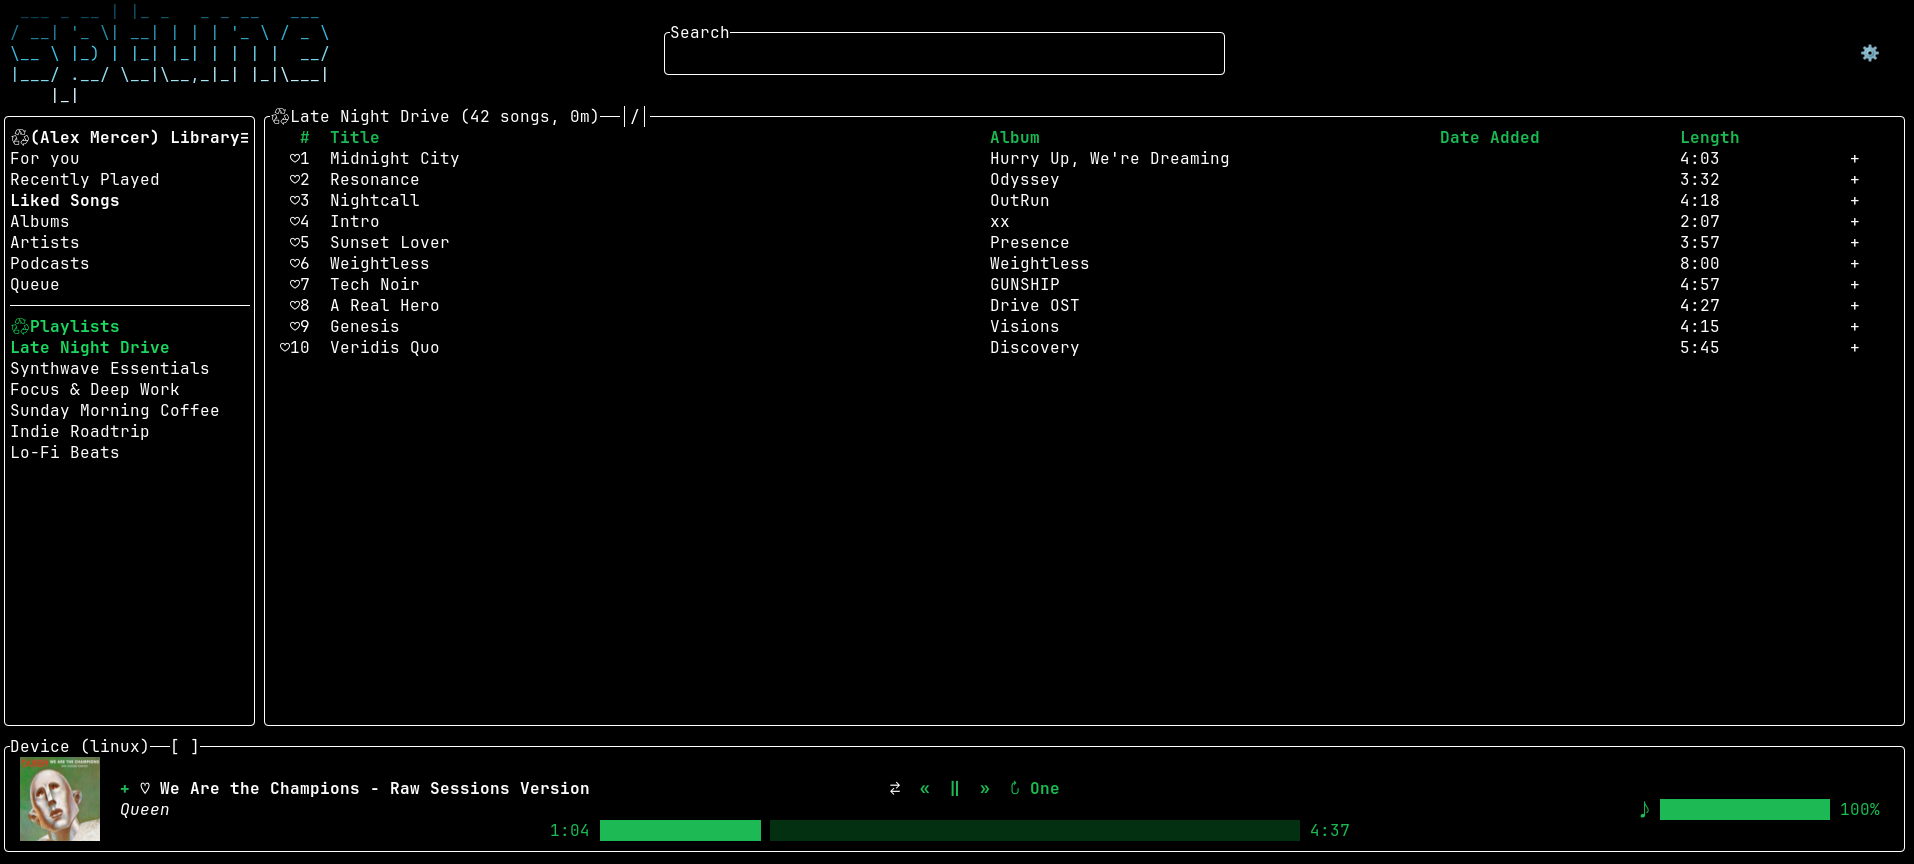 sptune
Search
(Alex Mercer) Library≡
For you
Recently Played
Liked Songs
Albums
Artists
Podcasts
Queue
Playlists
Late Night Drive
Synthwave Essentials
Focus & Deep Work
Sunday Morning Coffee
Indie Roadtrip
Lo-Fi Beats
Late Night Drive (42 songs, 0m) /
# Title Album Date Added Length
♡1 Midnight City Hurry Up, We're Dreaming 4:03 +
♡2 Resonance Odyssey 3:32 +
♡3 Nightcall OutRun 4:18 +
♡4 Intro xx 2:07 +
♡5 Sunset Lover Presence 3:57 +
♡6 Weightless Weightless 8:00 +
♡7 Tech Noir GUNSHIP 4:57 +
♡8 A Real Hero Drive OST 4:27 +
♡9 Genesis Visions 4:15 +
♡10 Veridis Quo Discovery 5:45 +
Device (linux) [ ]
WE ARE THE CHAMPIONS
+ ♡ We Are the Champions - Raw Sessions Version
Queen
⇄ « || » One
1:04 4:37
♪ 100%